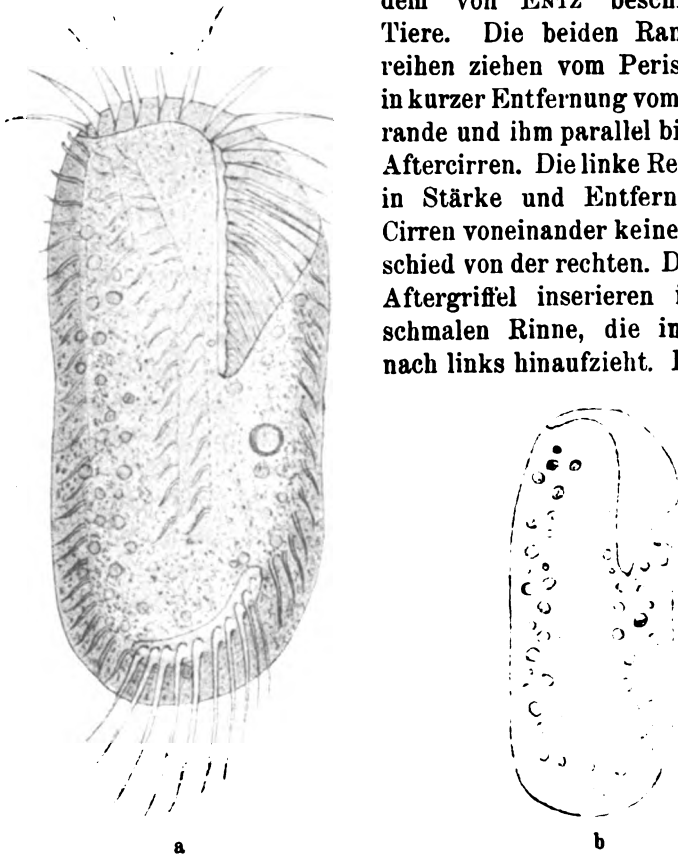 dem von ENTZ besch
Tiere. Die beiden Ran
reihen ziehen vom Peris
in kurzer Entfernung vom
rande und ihm parallel bi
Aftercirren. Die linke Re
in Stärke und Entfern
Cirren voneinander keine
schied von der rechten. D
Aftergriffel inserieren i
schmalen Rinne, die in
nach links hinaufzieht.
a
b